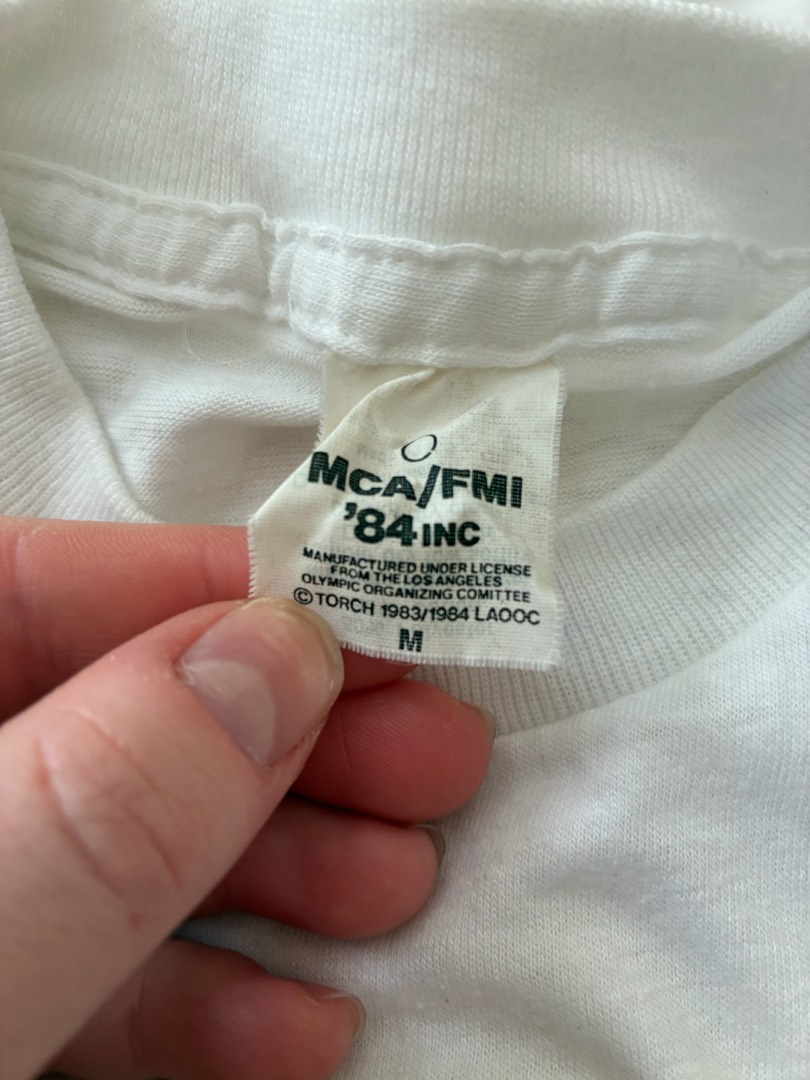 MCA/FMI
'84 INC
MANUFACTURED UNDER LICENSE
FROM THE LOS ANGELES
OLYMPIC ORGANIZING COMITTEE
© TORCH 1983/1984 LAOOC
M